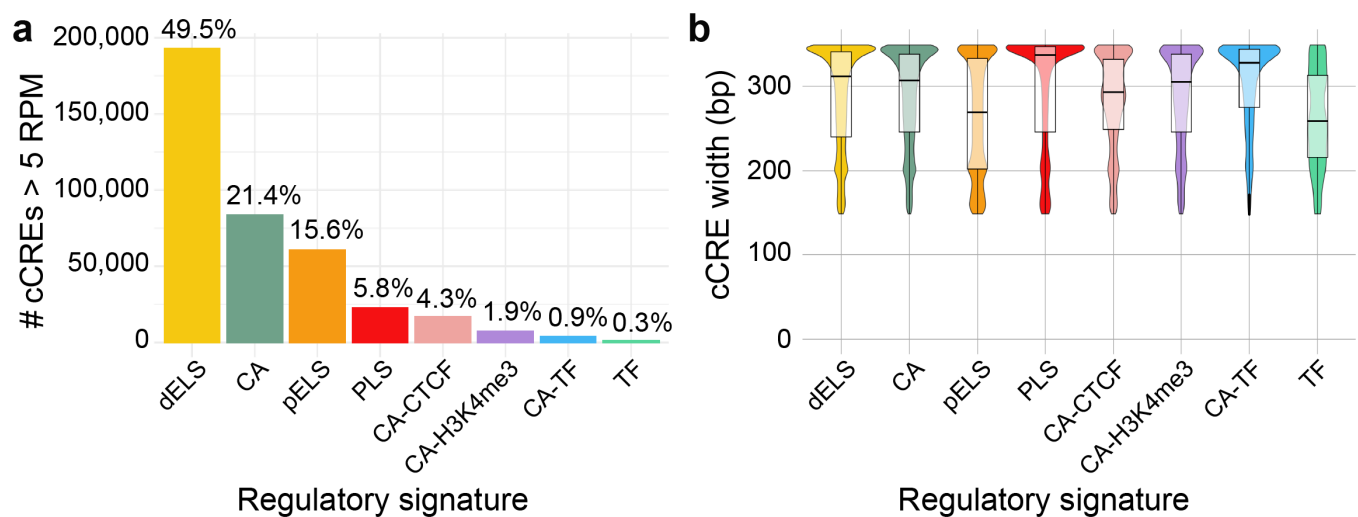 a
# cCREs > 5 RPM
200,000
150,000
100,000
50,000
0
49.5%
21.4%
15.6%
5.8%
4.3%
1.9%
0.9%
0.3%
dELS
CA
pELS
PLS
CA-CTCF
CA-H3K4me3
CA-TF
TF
Regulatory signature
b
cCRE width (bp)
300
200
100
0
dELS
CA
pELS
PLS
CA-CTCF
CA-H3K4me3
CA-TF
TF
Regulatory signature